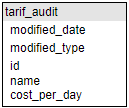 tarif_audit
modified_date
modified_type
id
name
cost_per_day